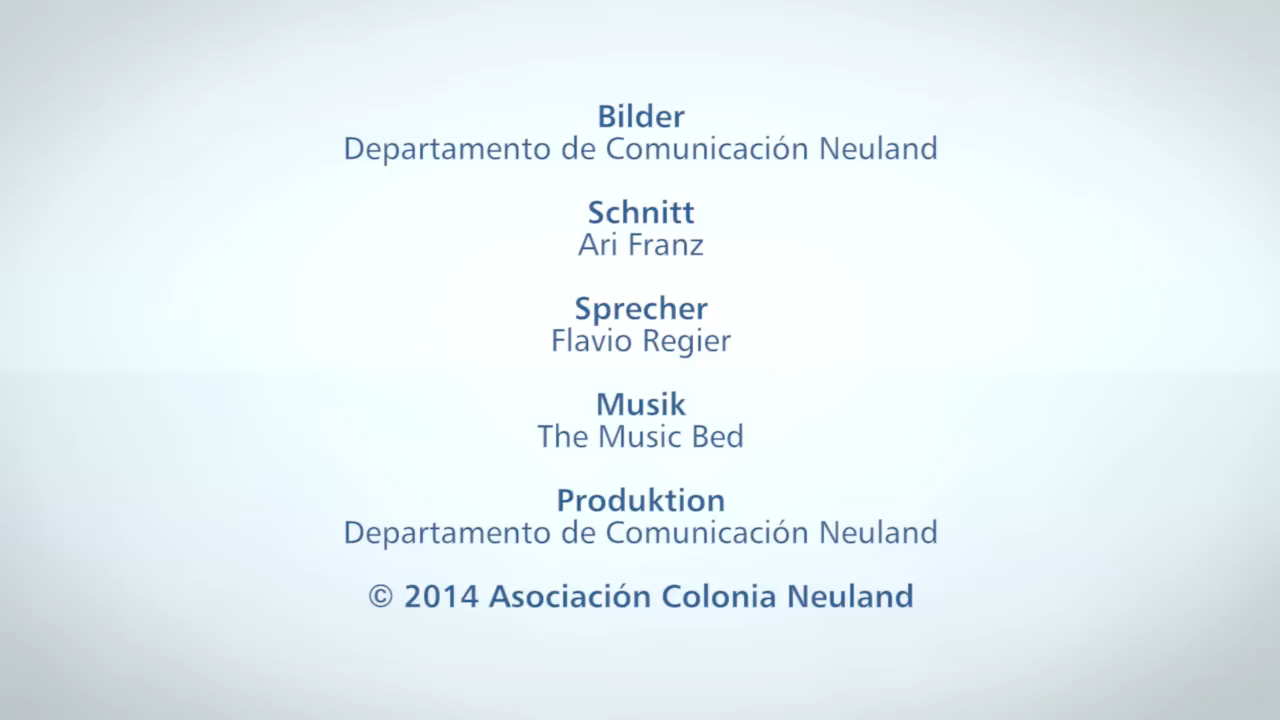 Bilder
Departamento de Comunicación Neuland
Schnitt
Ari Franz
Sprecher
Flavio Regier
Musik
The Music Bed
Produktion
Departamento de Comunicación Neuland
© 2014 Asociación Colonia Neuland